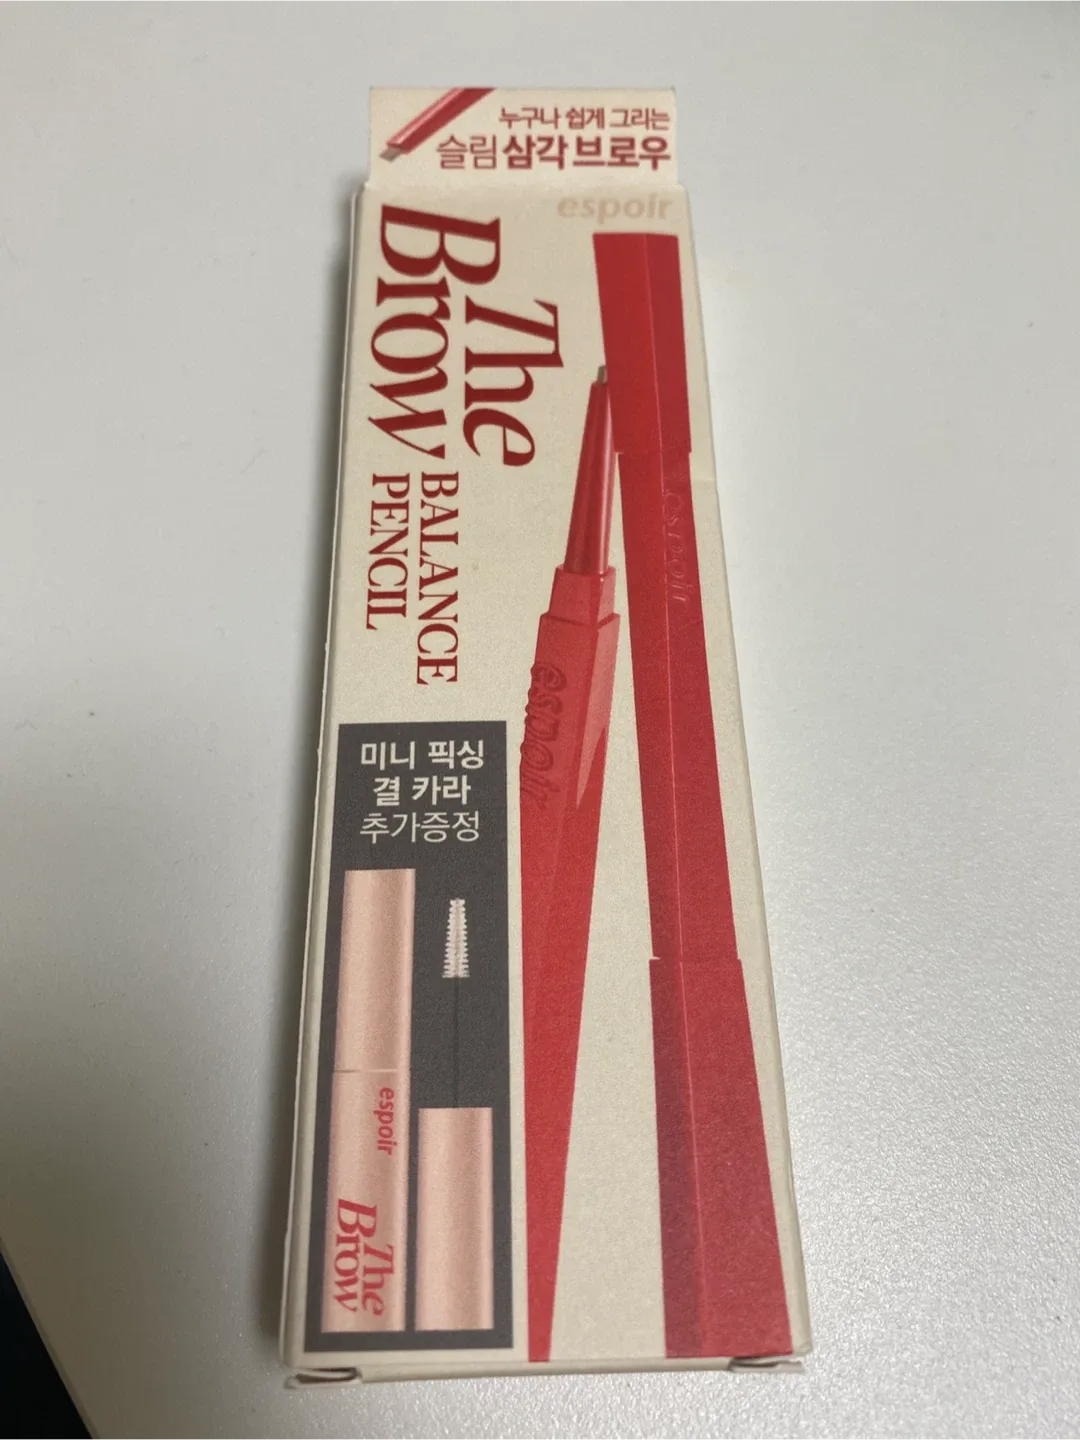 누구나 쉽게 그리는
슬림 삼각 브로우
espoir
The
Brow
BALANCE
PENCIL
espoir
espoir
미니 픽싱
결 카라
추가증정
espoir
The
Brow